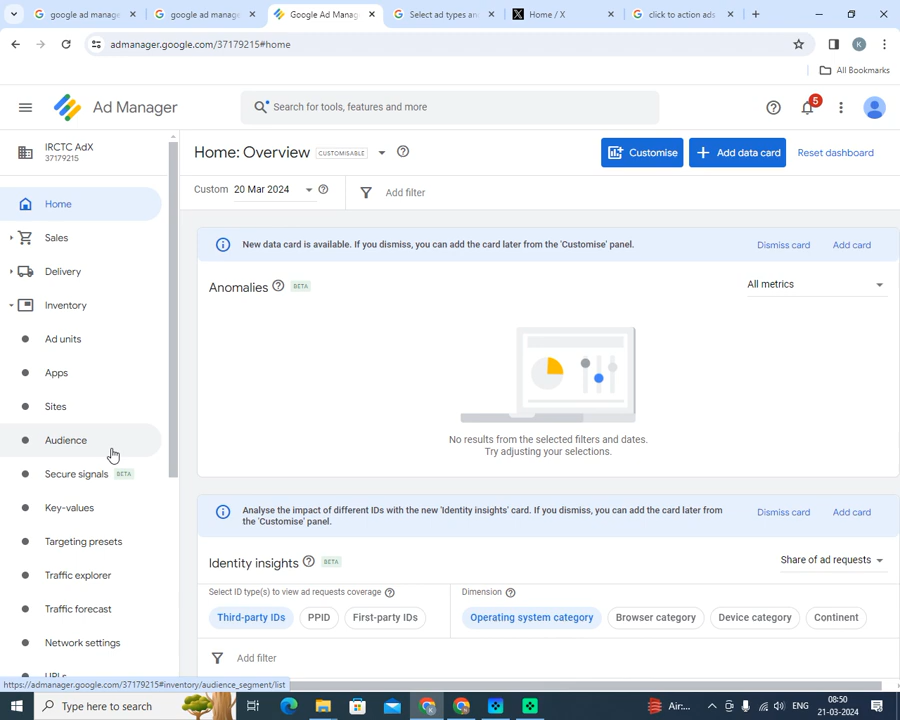 google ad manage
google ad manage
Google Ad Manag
Select ad types and
Home / X
click to action ads
admanager.google.com/37179215#home
K
All Bookmarks
Ad Manager
Search for tools, features and more
5
IRCTC AdX
37179215
Home: Overview
CUSTOMISABLE
Customise
Add data card
Reset dashboard
Custom
20 Mar 2024
Add filter
Home
Sales
Delivery
Inventory
Ad units
Apps
Sites
Audience
Secure signals BETA
Key-values
Targeting presets
Traffic explorer
Traffic forecast
Network settings
URLs
New data card is available. If you dismiss, you can add the card later from the 'Customise' panel.
Dismiss card
Add card
Anomalies BETA
All metrics
No results from the selected filters and dates.
Try adjusting your selections.
Analyse the impact of different IDs with the new 'Identity insights' card. If you dismiss, you can add the card later from
the 'Customise' panel.
Dismiss card
Add card
Identity insights BETA
Share of ad requests
Select ID type(s) to view ad requests coverage
Third-party IDs
PPID
First-party IDs
Dimension
Operating system category
Browser category
Device category
Continent
Add filter
https://admanager.google.com/37179215#inventory/audience_segment/list
Type here to search
Air:...
ENG
08:50
21-03-2024